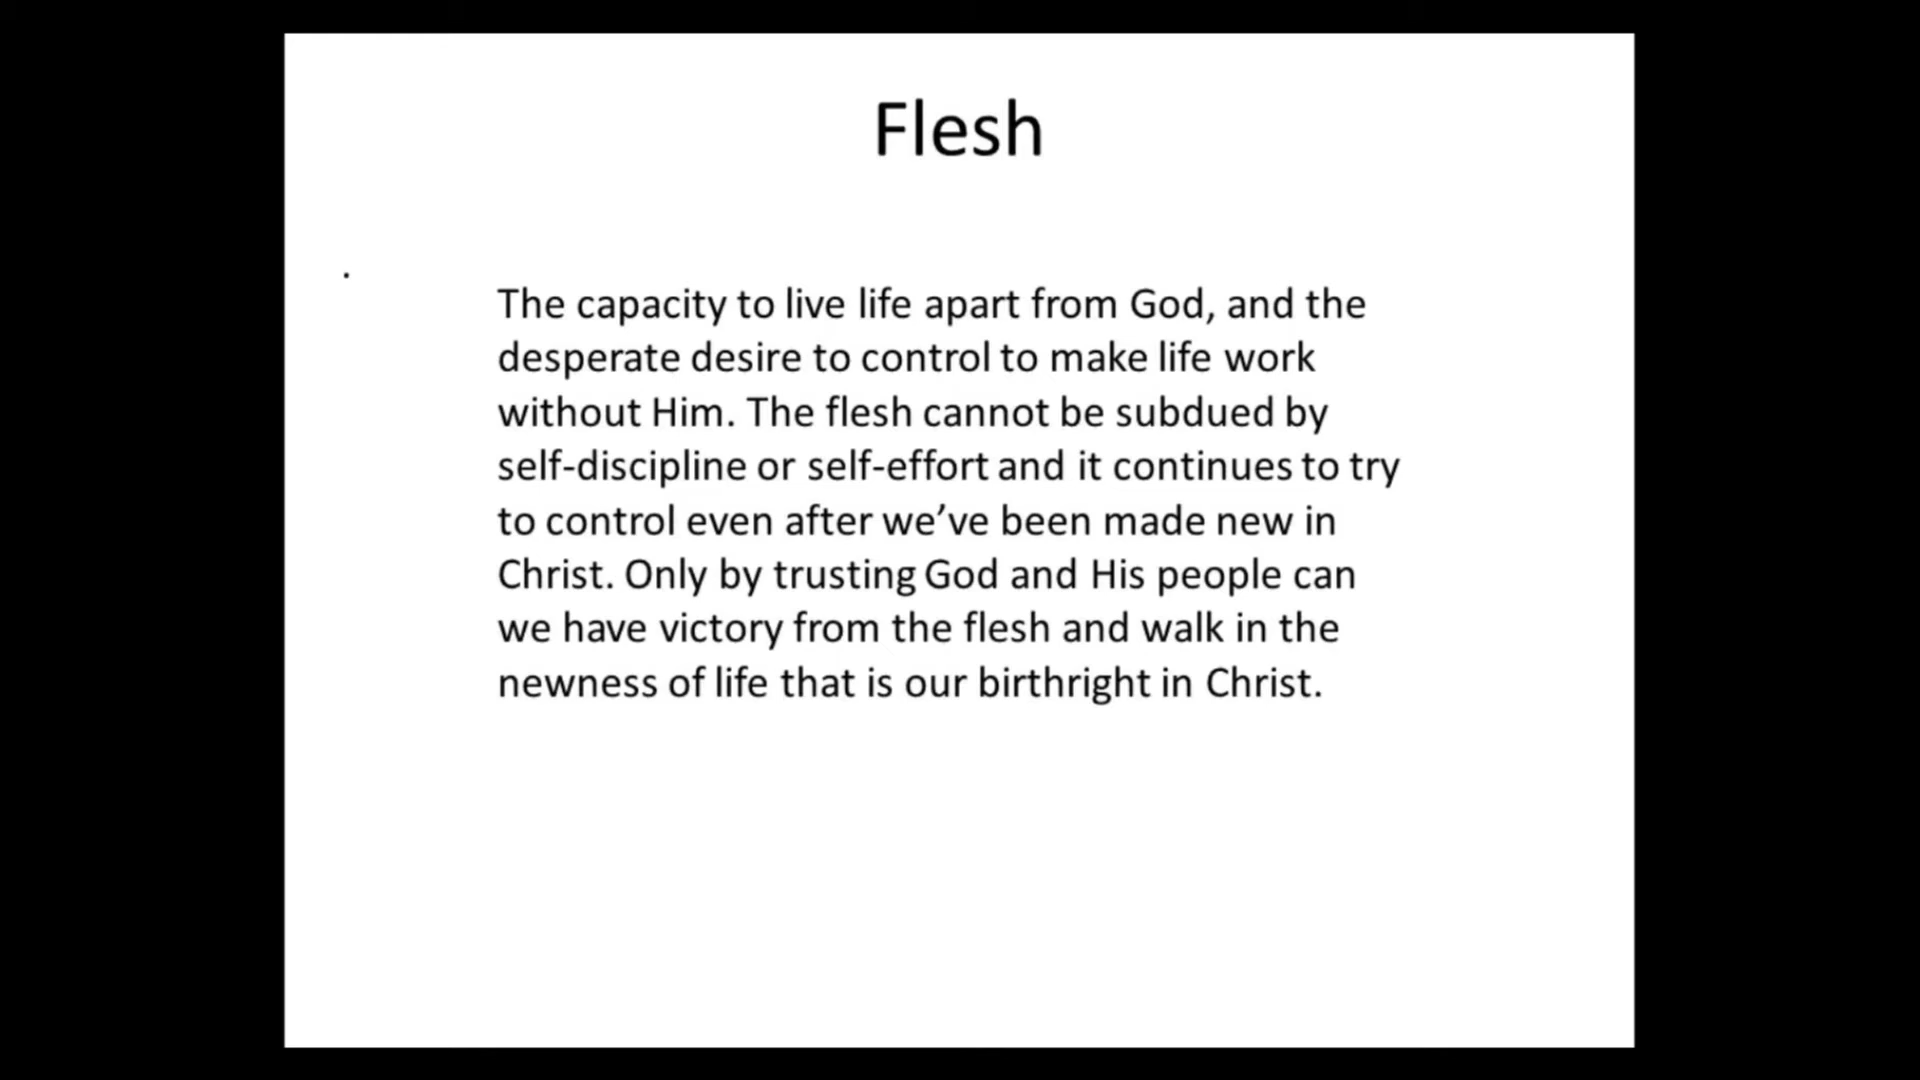 Flesh
.
The capacity to live life apart from God, and the
desperate desire to control to make life work
without Him. The flesh cannot be subdued by
self-discipline or self-effort and it continues to try
to control even after we’ve been made new in
Christ. Only by trusting God and His people can
we have victory from the flesh and walk in the
newness of life that is our birthright in Christ.